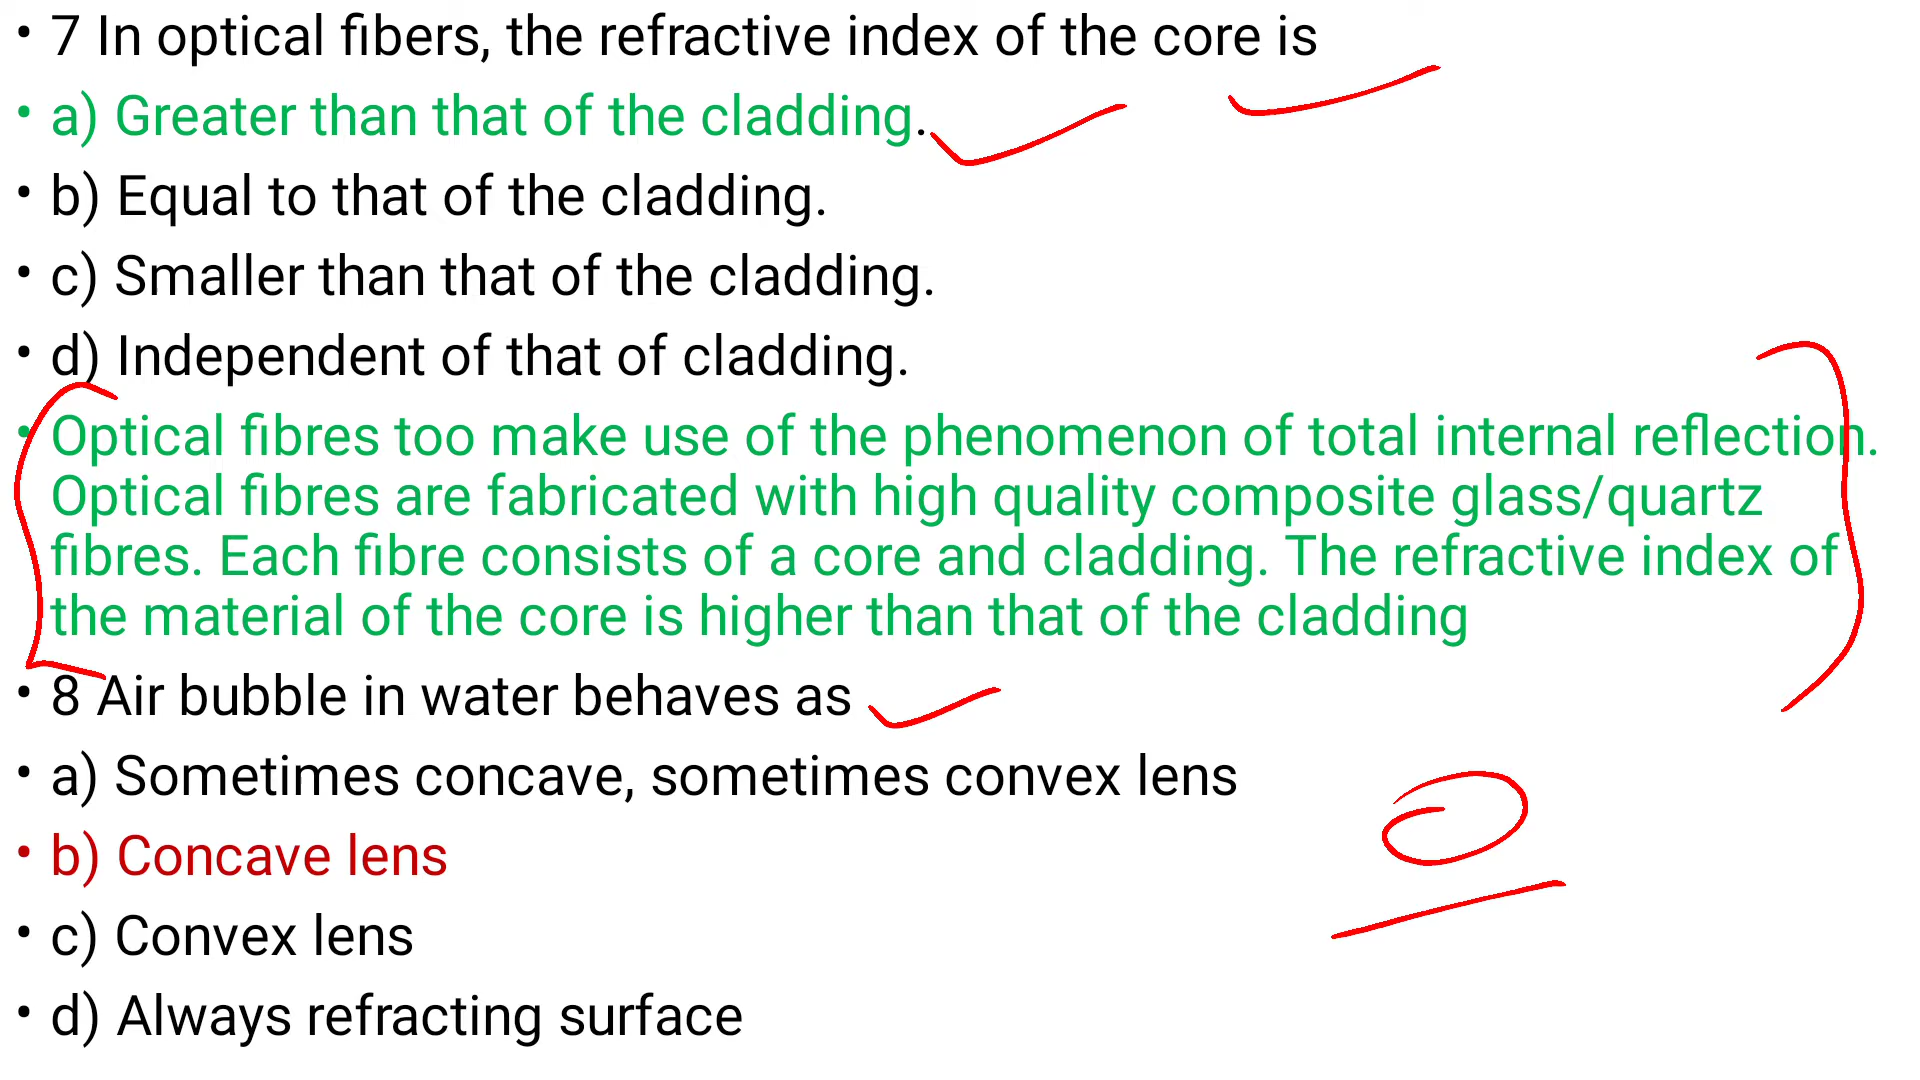 • 7 In optical fibers, the refractive index of the core is
• a) Greater than that of the cladding.
• b) Equal to that of the cladding.
• c) Smaller than that of the cladding.
• d) Independent of that of cladding.
• Optical fibres too make use of the phenomenon of total internal reflection.
Optical fibres are fabricated with high quality composite glass/quartz
fibres. Each fibre consists of a core and cladding. The refractive index of
the material of the core is higher than that of the cladding
• 8 Air bubble in water behaves as
• a) Sometimes concave, sometimes convex lens
• b) Concave lens
• c) Convex lens
• d) Always refracting surface